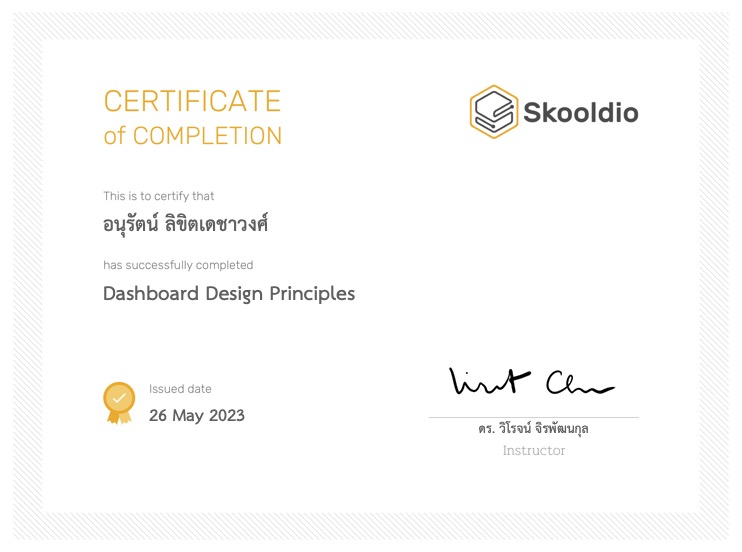 CERTIFICATE
of COMPLETION
Skooldio
This is to certify that
อนุรัตน์ ลิขิตเดชาวงศ์
has successfully completed
Dashboard Design Principles
Issued date
26 May 2023
ดร. วิโรจน์ จิรพัฒนกุล
Instructor